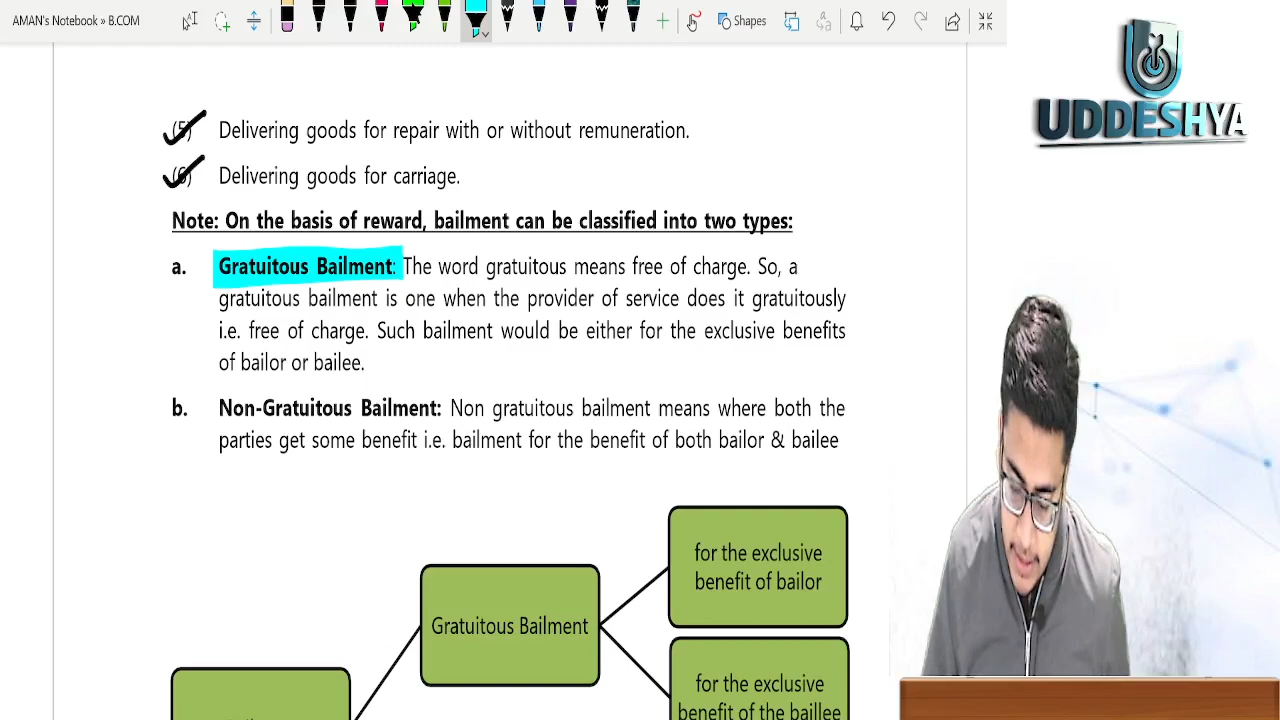 AMAN's Notebook » 8.COM
Shapes
UDDESHYA
(5) Delivering goods for repair with or without remuneration.
(6) Delivering goods for carriage.
Note: On the basis of reward, bailment can be classified into two types:
a. Gratuitous Bailment: The word gratuitous means free of charge. So, a
gratuitous bailment is one when the provider of service does it gratuitously
i.e. free of charge. Such bailment would be either for the exclusive benefits
of bailor or bailee.
b. Non-Gratuitous Bailment: Non gratuitous bailment means where both the
parties get some benefit i.e. bailment for the benefit of both bailor & bailee
for the exclusive
benefit of bailor
Gratuitous Bailment
for the exclusive
benefit of the baillee